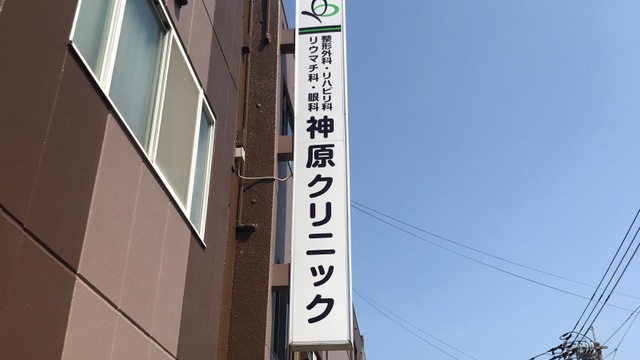 整形外科・リハビリ科
リウマチ科・眼科
神原クリニック